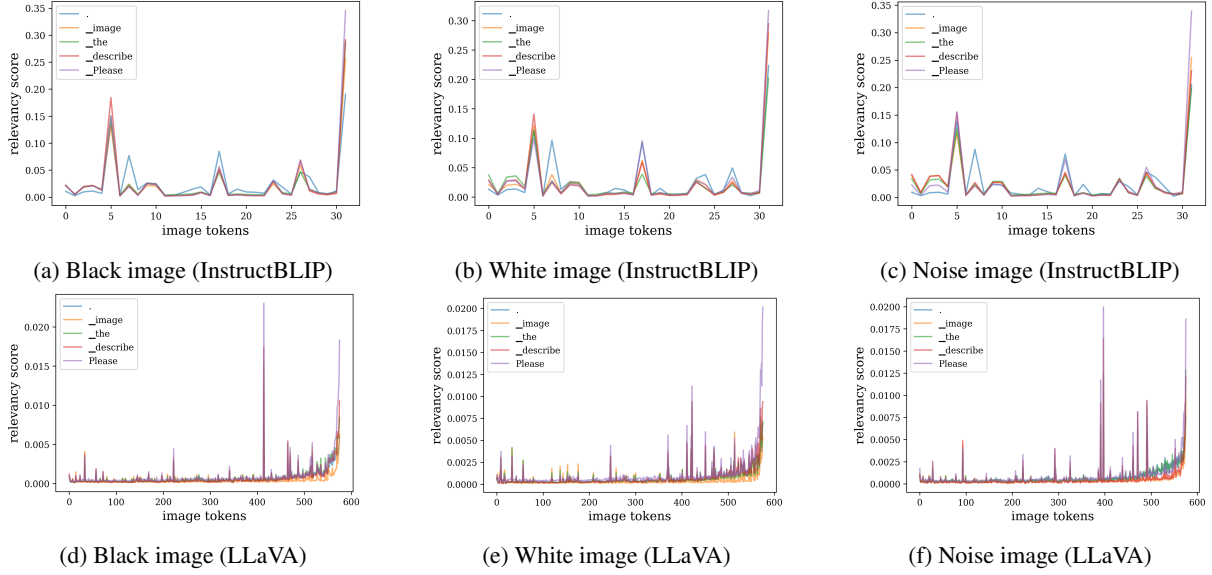 0.35
0.30
0.25
0.20
0.15
0.10
0.05
0.00
relevancy score
.
_image
_the
_describe
_Please
0 5 10 15 20 25 30
image tokens
(a) Black image (InstructBLIP)
0.30
0.25
0.20
0.15
0.10
0.05
0.00
relevancy score
.
_image
_the
_describe
_Please
0 5 10 15 20 25 30
image tokens
(b) White image (InstructBLIP)
0.35
0.30
0.25
0.20
0.15
0.10
0.05
0.00
relevancy score
.
_image
_the
_describe
_Please
0 5 10 15 20 25 30
image tokens
(c) Noise image (InstructBLIP)
0.020
0.015
0.010
0.005
0.000
relevancy score
.
_image
_the
_describe
Please
0 100 200 300 400 500 600
image tokens
(d) Black image (LLaVA)
0.0200
0.0175
0.0150
0.0125
0.0100
0.0075
0.0050
0.0025
0.0000
relevancy score
.
_image
_the
_describe
Please
0 100 200 300 400 500 600
image tokens
(e) White image (LLaVA)
0.0200
0.0175
0.0150
0.0125
0.0100
0.0075
0.0050
0.0025
0.0000
relevancy score
.
_image
_the
_describe
Please
0 100 200 300 400 500 600
image tokens
(f) Noise image (LLaVA)